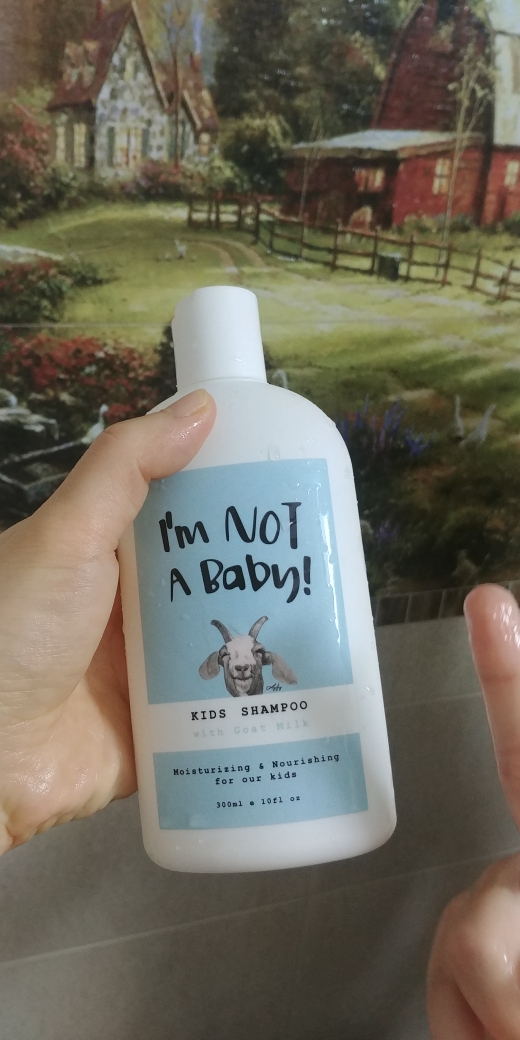 I'm NOT
A Baby!
KIDS SHAMPOO
with Goat Milk
Moisturizing & Nourishing
for our kids
300ml e 10fl oz